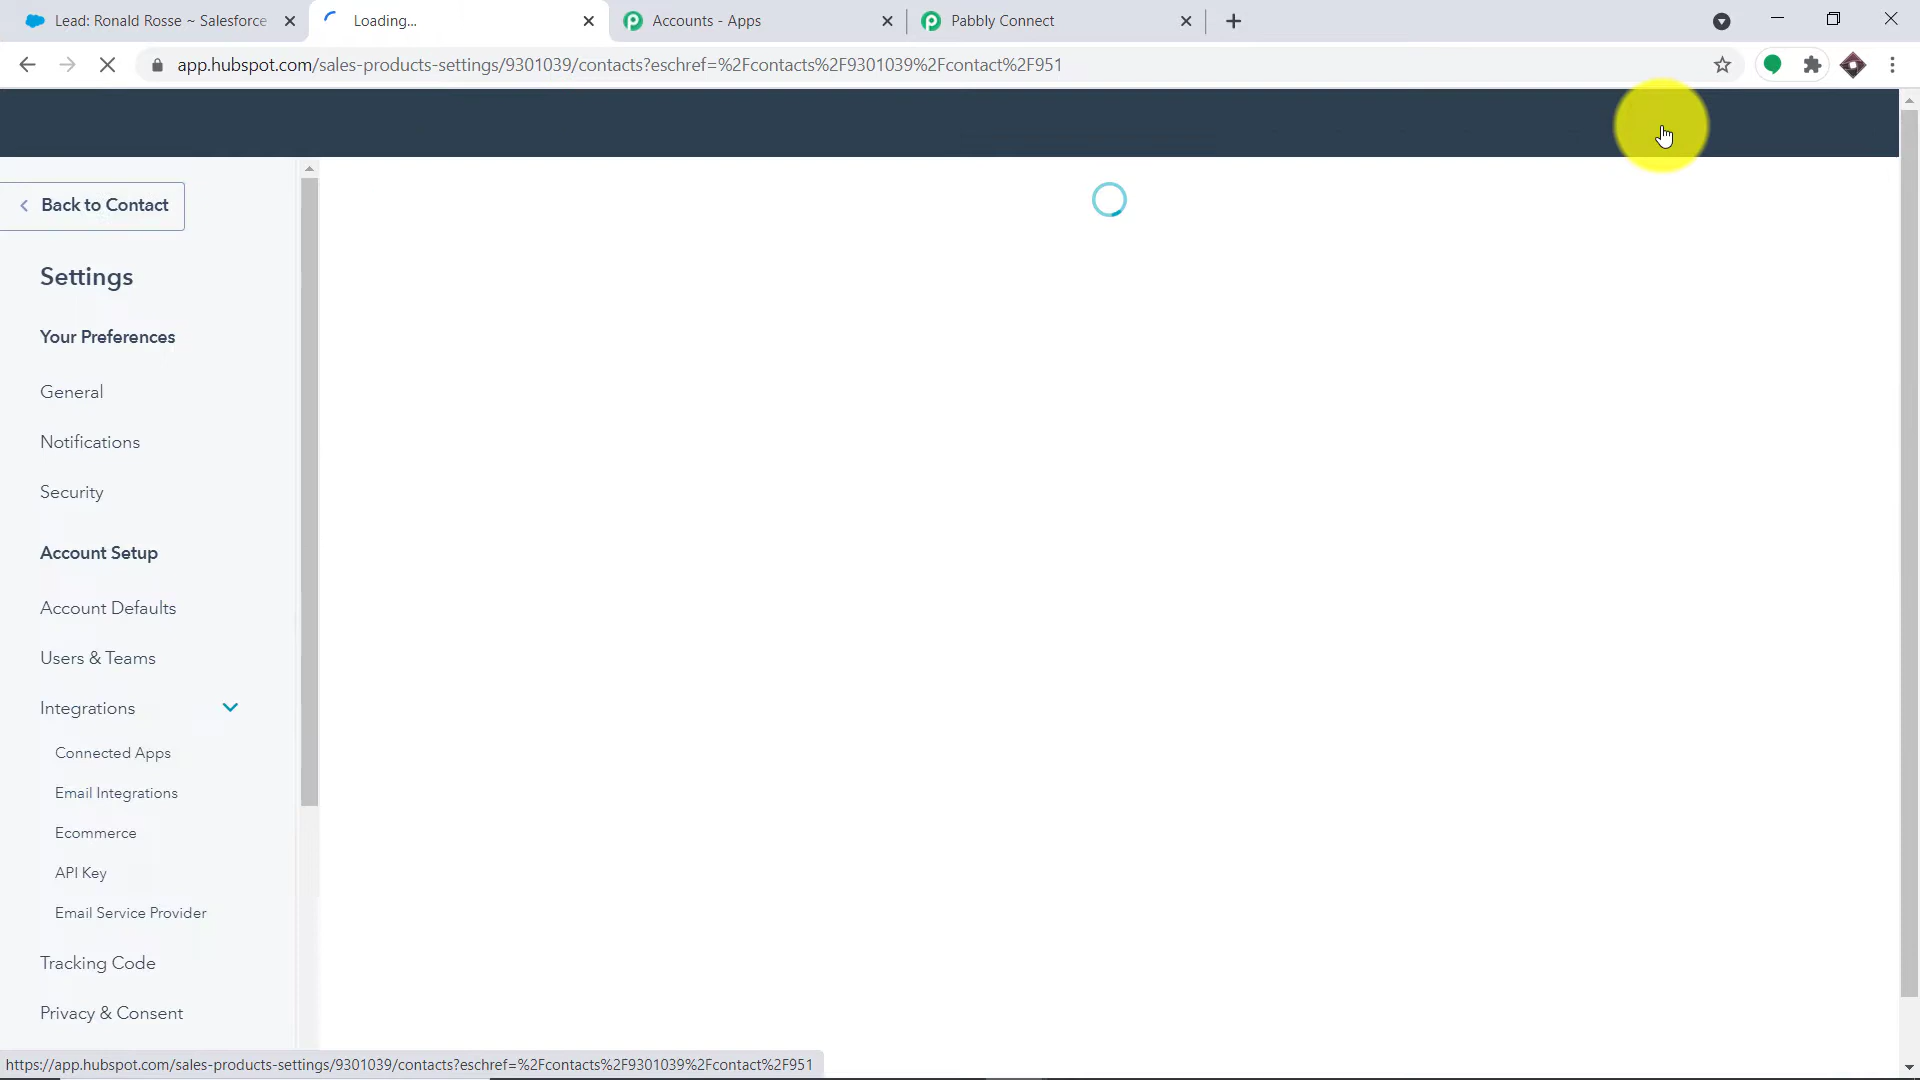 Lead: Ronald Rosse ~ Salesforce
Loading...
Accounts - Apps
Pabbly Connect
app.hubspot.com/sales-products-settings/9301039/contacts?eschref=%2Fcontacts%2F9301039%2Fcontact%2F951
Back to Contact
Settings
Your Preferences
General
Notifications
Security
Account Setup
Account Defaults
Users & Teams
Integrations
Connected Apps
Email Integrations
Ecommerce
API Key
Email Service Provider
Tracking Code
Privacy & Consent
https://app.hubspot.com/sales-products-settings/9301039/contacts?eschref=%2Fcontacts%2F9301039%2Fcontact%2F951